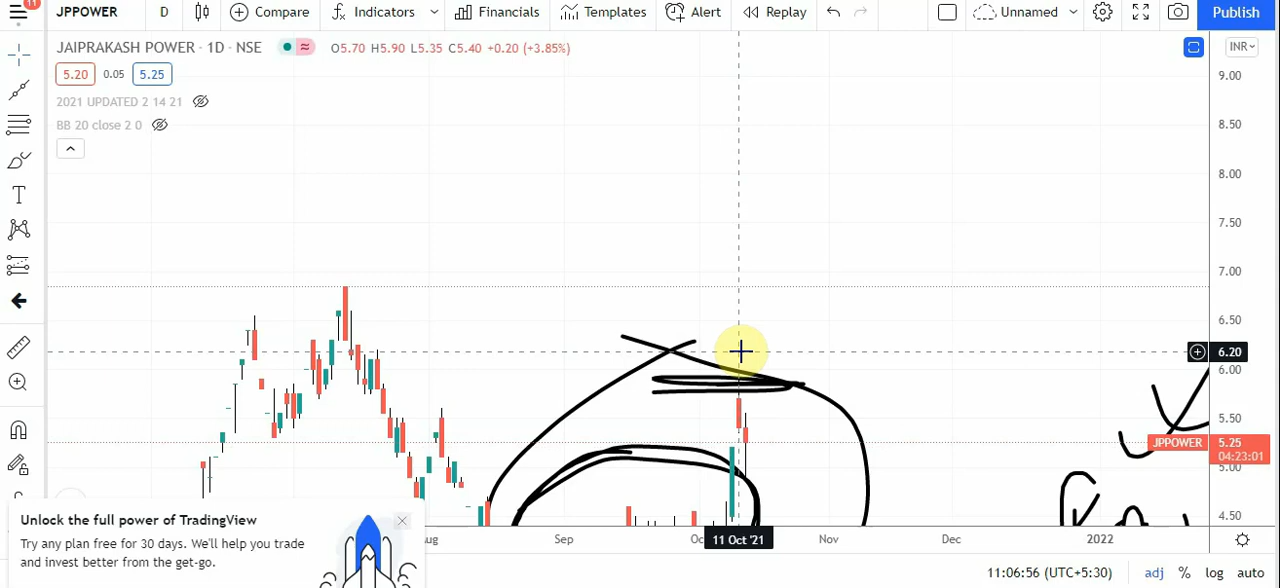 11
JPPOWER D Compare Indicators Financials Templates Alert Replay Unnamed Publish
JAIPRAKASH POWER · 1D · NSE O5.70 H5.90 L5.35 C5.40 +0.20 (+3.85%) INR
5.20 0.05 5.25
9.00
2021 UPDATED 2 14 21
BB 20 close 2 0
8.50
8.00
7.50
7.00
6.50
6.20
6.00
5.50
JPPOWER 5.25
04:23:01
5.00
4.50
Unlock the full power of TradingView
Try any plan free for 30 days. We'll help you trade
and invest better from the get-go.
Sep 11 Oct '21 Nov Dec 2022
11:06:56 (UTC+5:30) adj % log auto